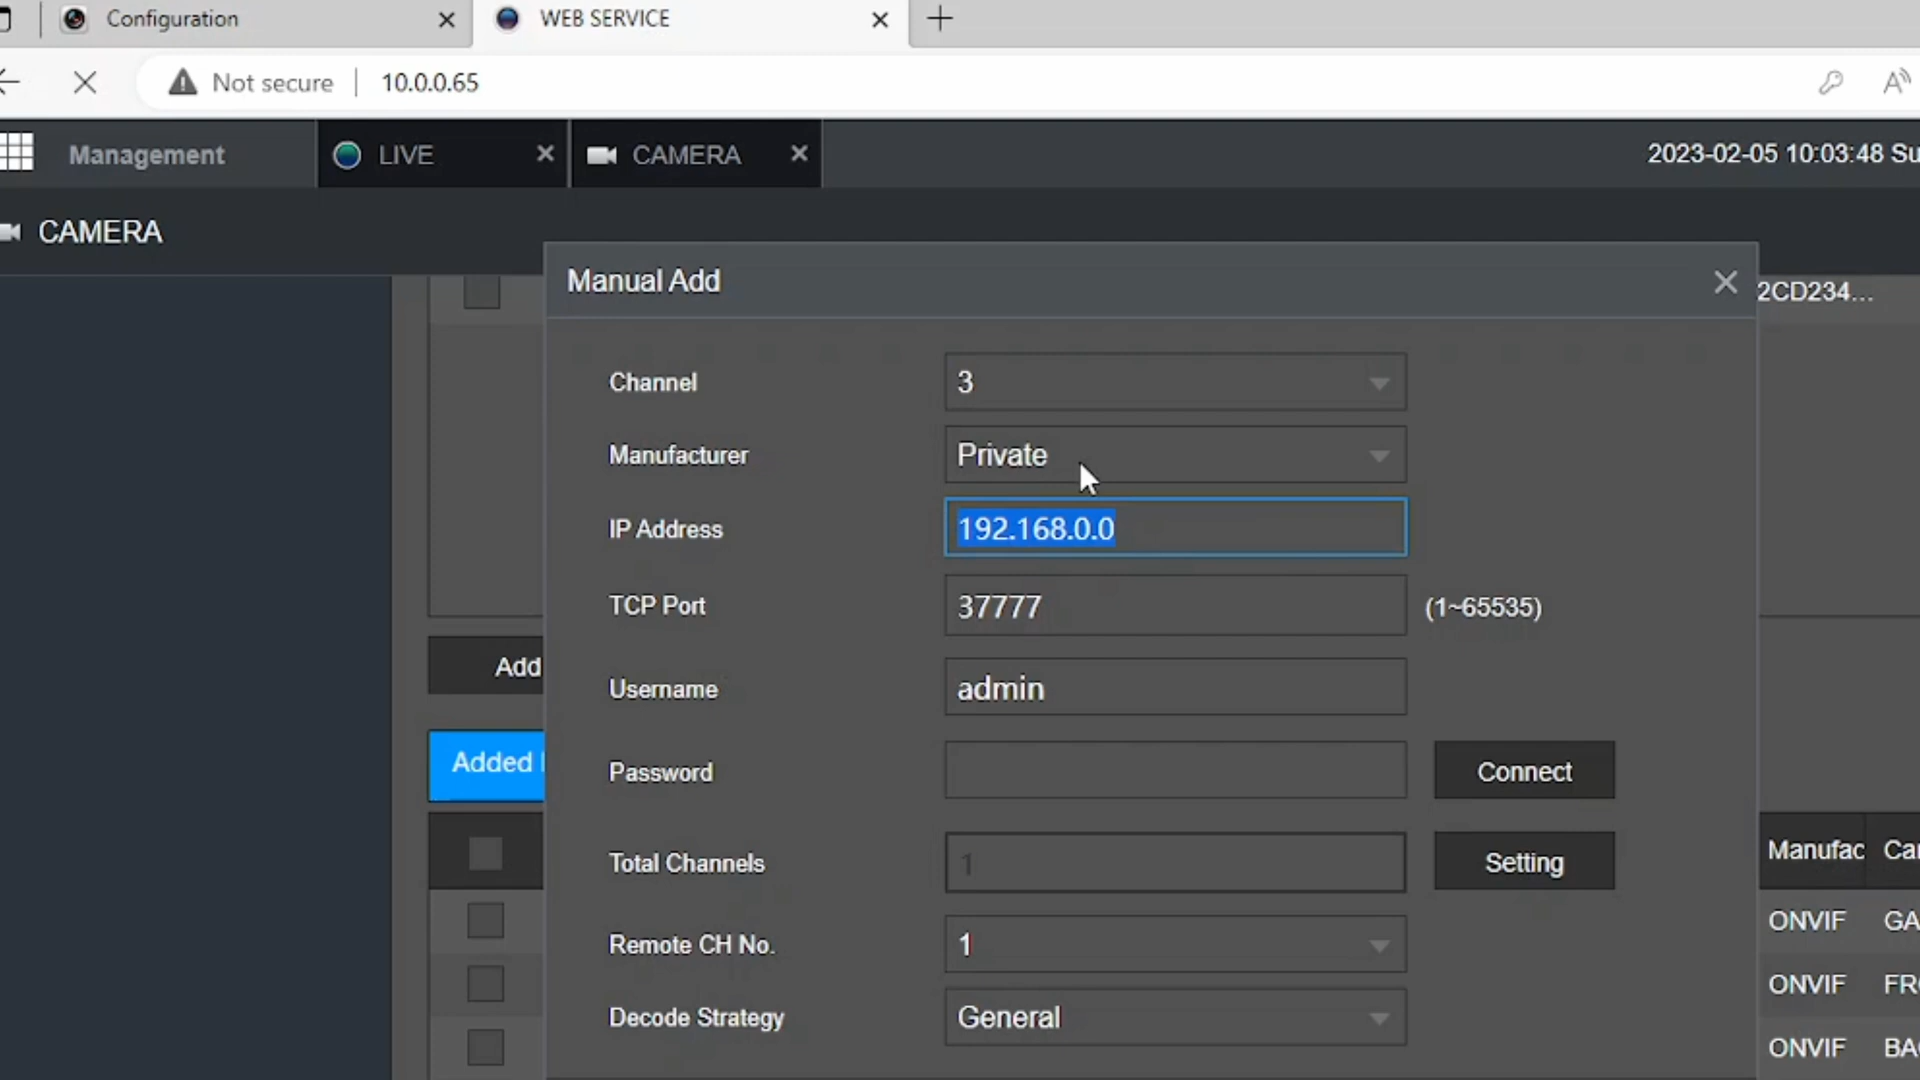 Configuration
WEB SERVICE
Not secure
10.0.0.65
Management
LIVE
CAMERA
2023-02-05 10:03:48 Su
CAMERA
Manual Add
2CD234...
Channel
3
Manufacturer
Private
IP Address
192.168.0.0
TCP Port
37777
(1~65535)
Add
Username
admin
Added
Password
Connect
Total Channels
1
Setting
Manufac
Ca
Remote CH No.
1
ONVIF
GA
ONVIF
FR
Decode Strategy
General
ONVIF
BA